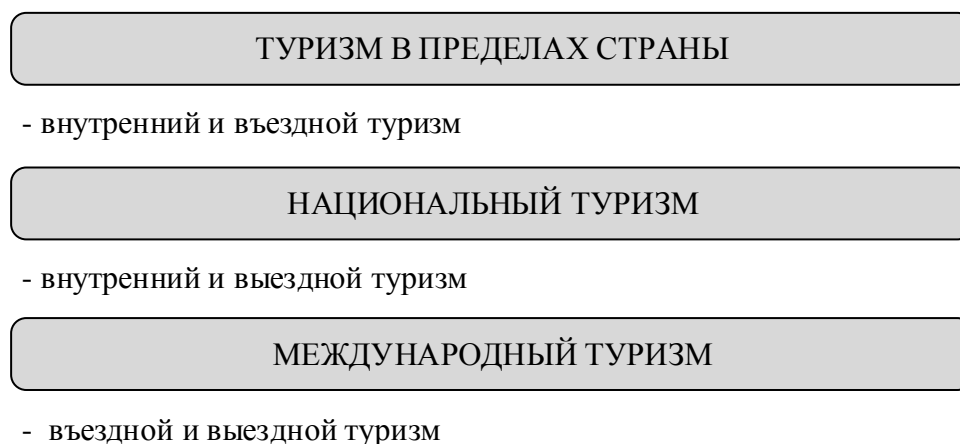 ТУРИЗМ В ПРЕДЕЛАХ СТРАНЫ
- внутренний и въездной туризм
НАЦИОНАЛЬНЫЙ ТУРИЗМ
- внутренний и выездной туризм
МЕЖДУНАРОДНЫЙ ТУРИЗМ
- въездной и выездной туризм